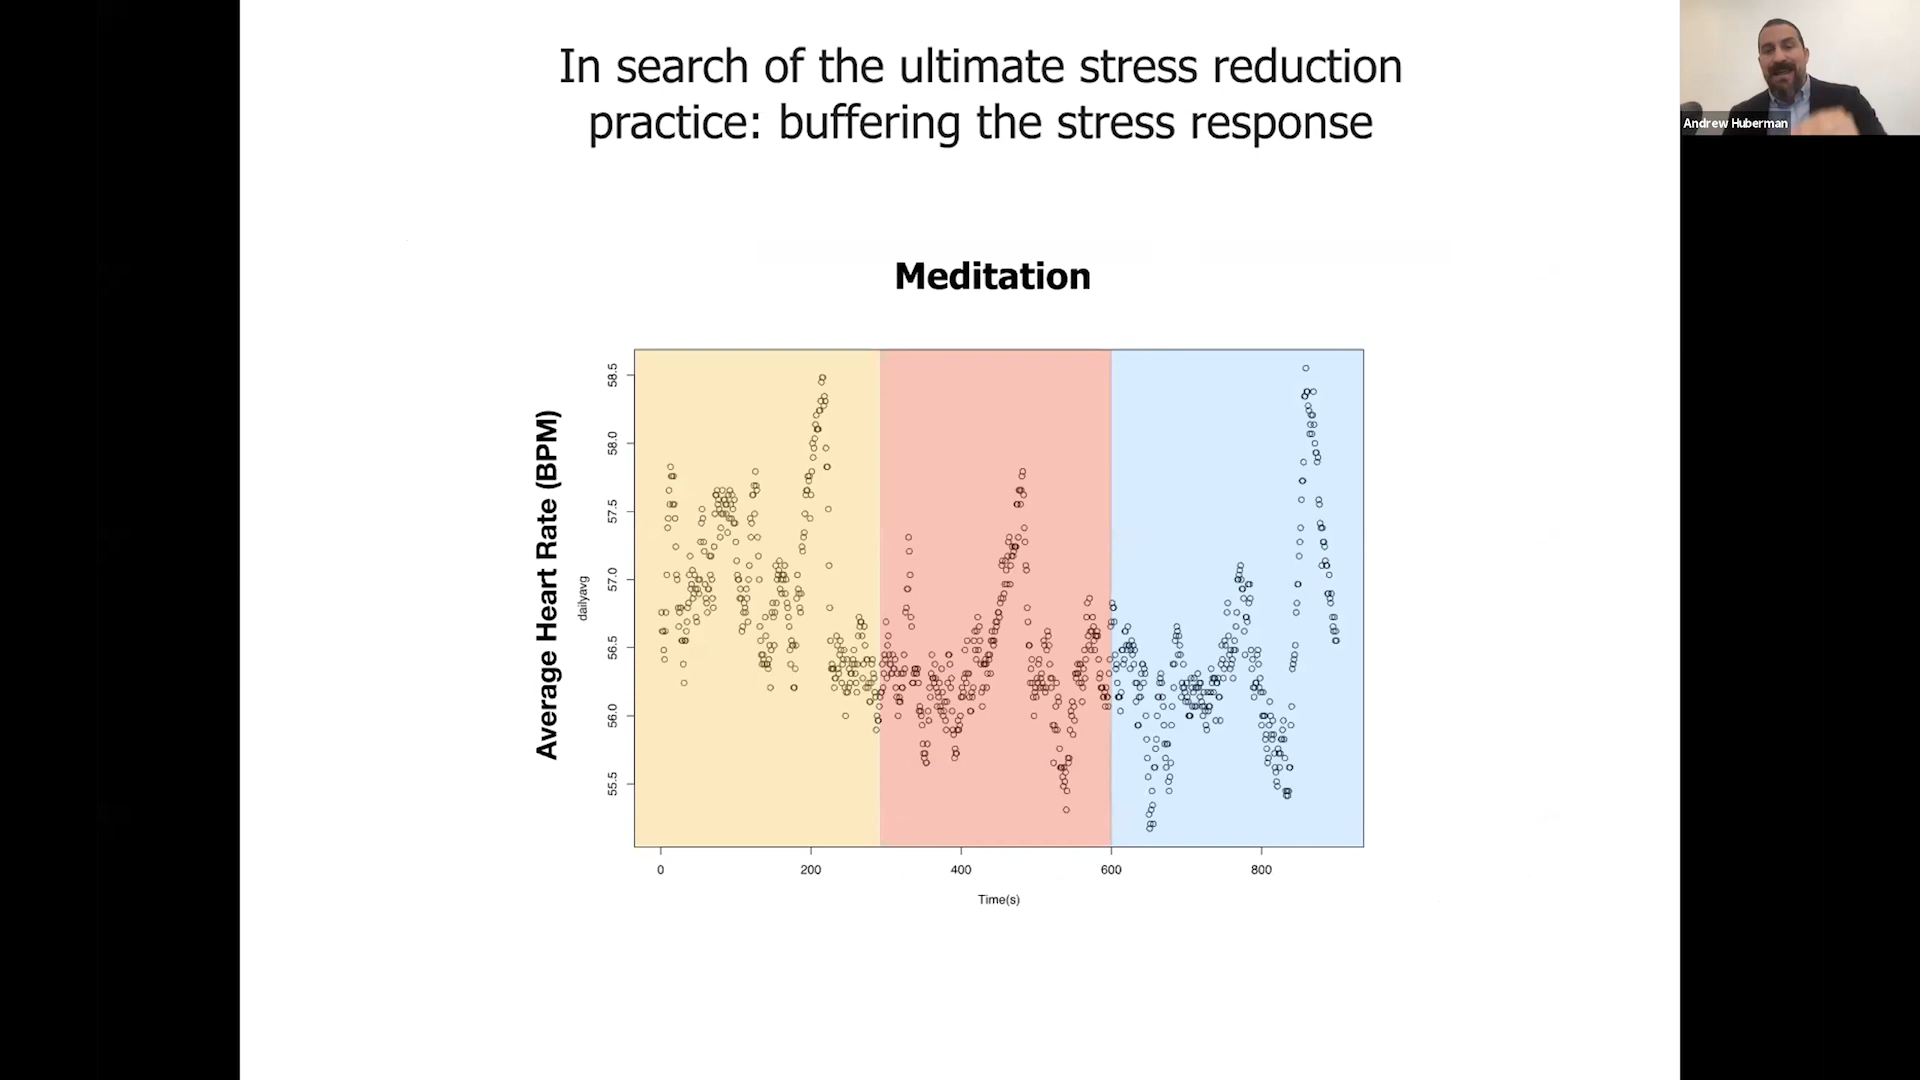 In search of the ultimate stress reduction
practice: buffering the stress response
Andrew Huberman
Meditation
Average Heart Rate (BPM)
dailyavg
58.5
58.0
57.5
57.0
56.5
56.0
55.5
0 200 400 600 800
Time(s)